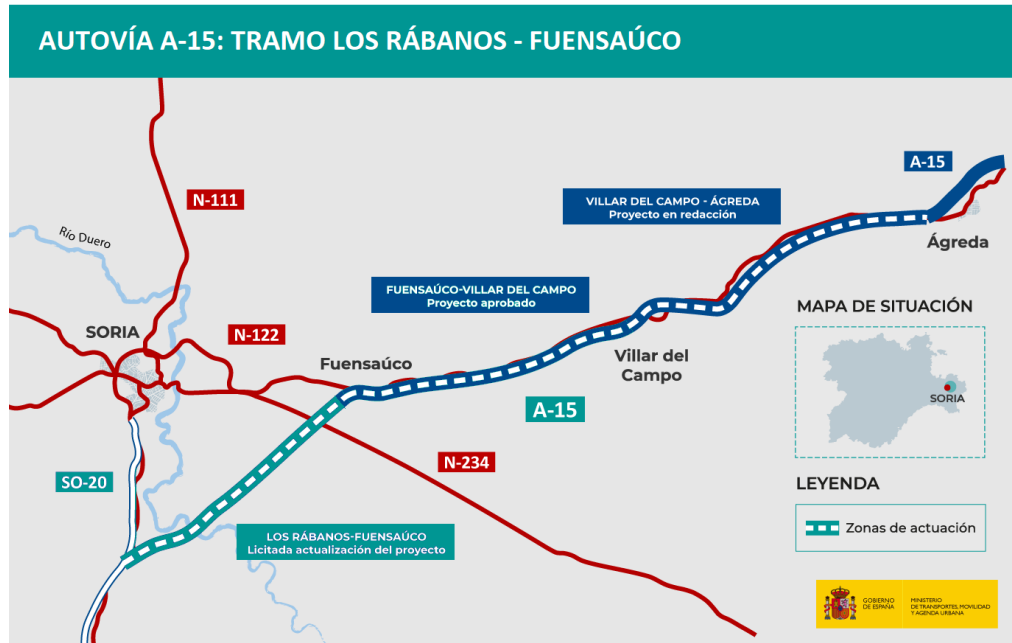 AUTOVÍA A-15: TRAMO LOS RÁBANOS - FUENSAÚCO
A-15
N-111
VILLAR DEL CAMPO - ÁGREDA
Proyecto en redacción
Río Duero
Ágreda
FUENSAÚCO-VILLAR DEL CAMPO
Proyecto aprobado
MAPA DE SITUACIÓN
SORIA
N-122
Fuensaúco
Villar del
Campo
SORIA
A-15
N-234
SO-20
LEYENDA
Zonas de actuación
LOS RÁBANOS-FUENSAÚCO
Licitada actualización del proyecto
GOBIERNO
DE ESPAÑA
MINISTERIO
DE TRANSPORTES, MOVILIDAD
Y AGENDA URBANA